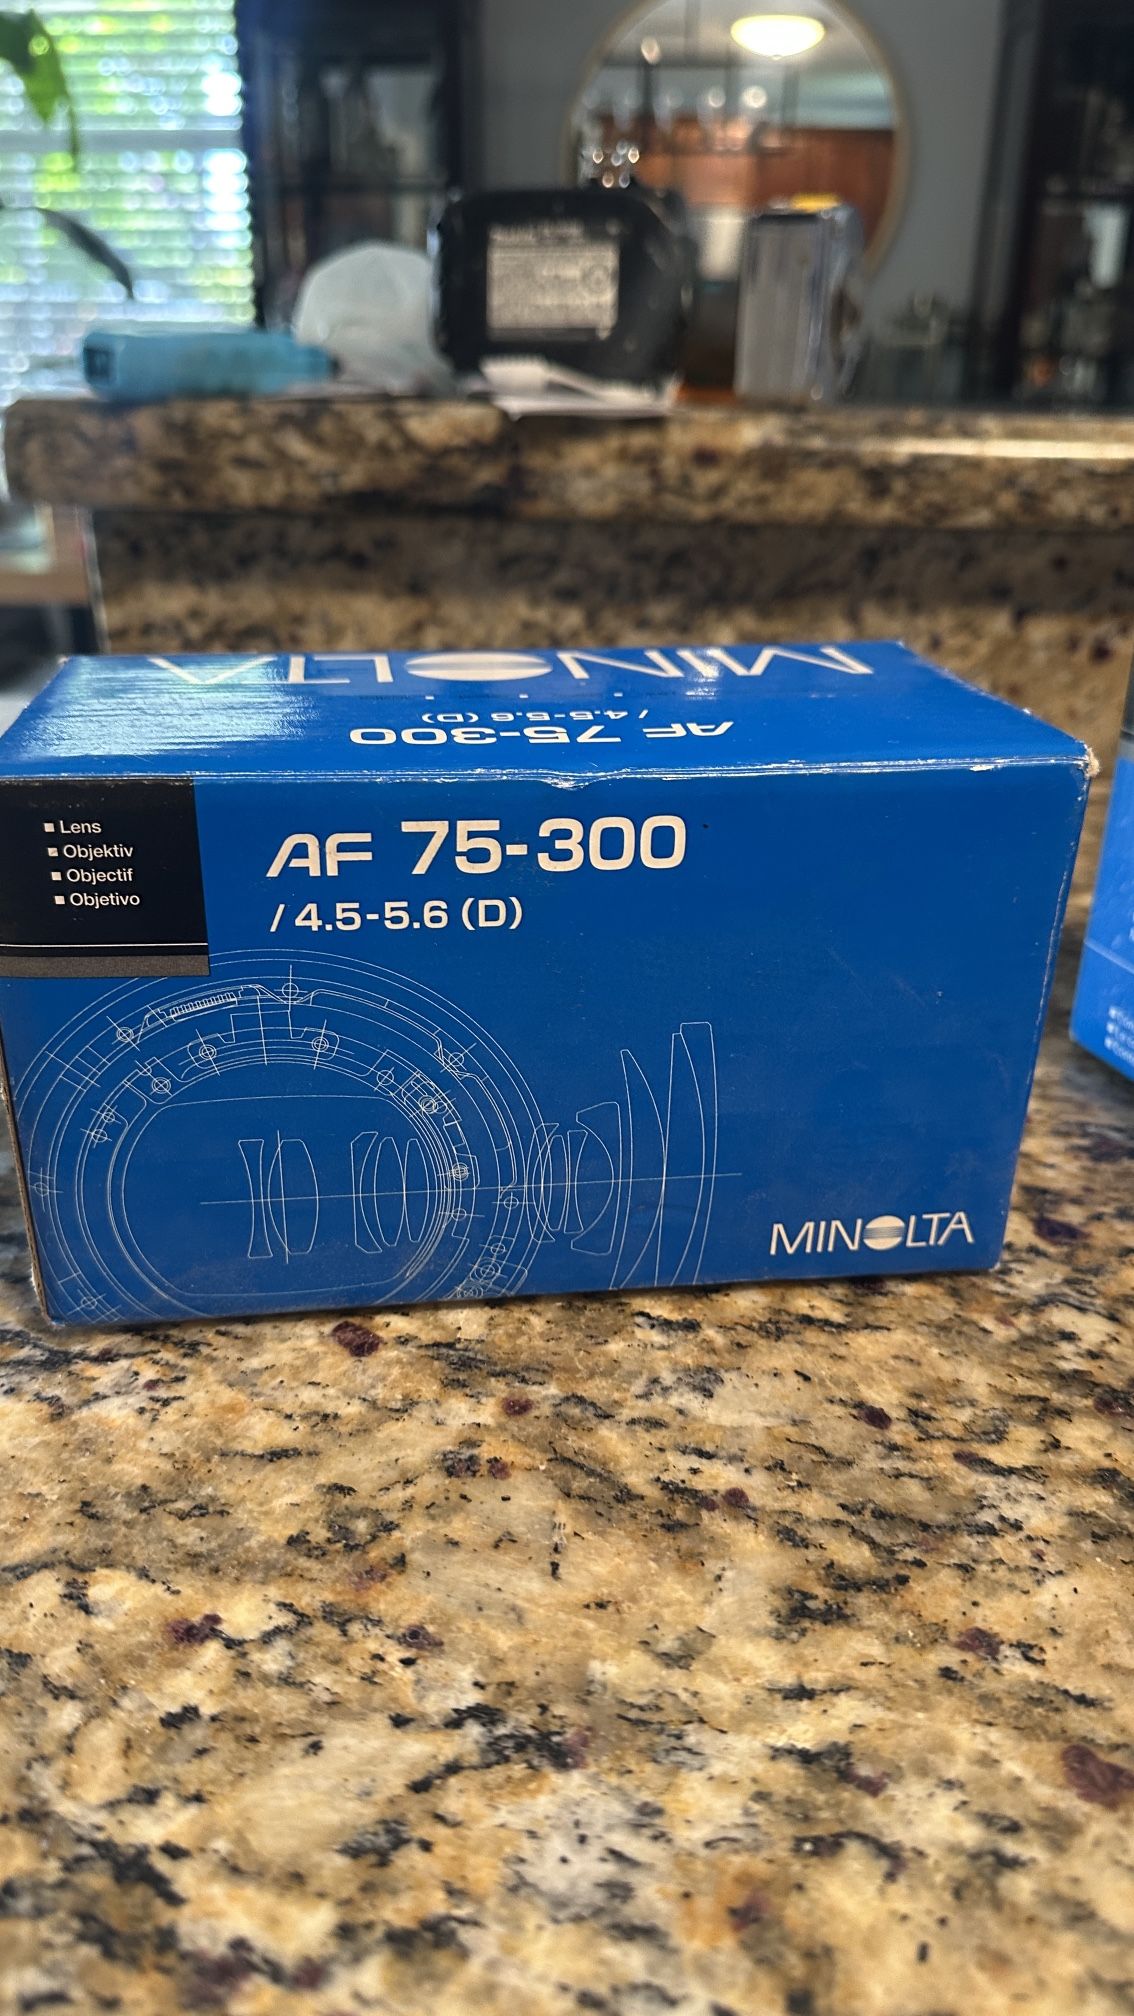 MINOLTA
AF 75-300
/ 4.5-5.6 (D)
Lens
Objektiv
Objectif
Objetivo
AF 75-300
/ 4.5-5.6 (D)
MINOLTA